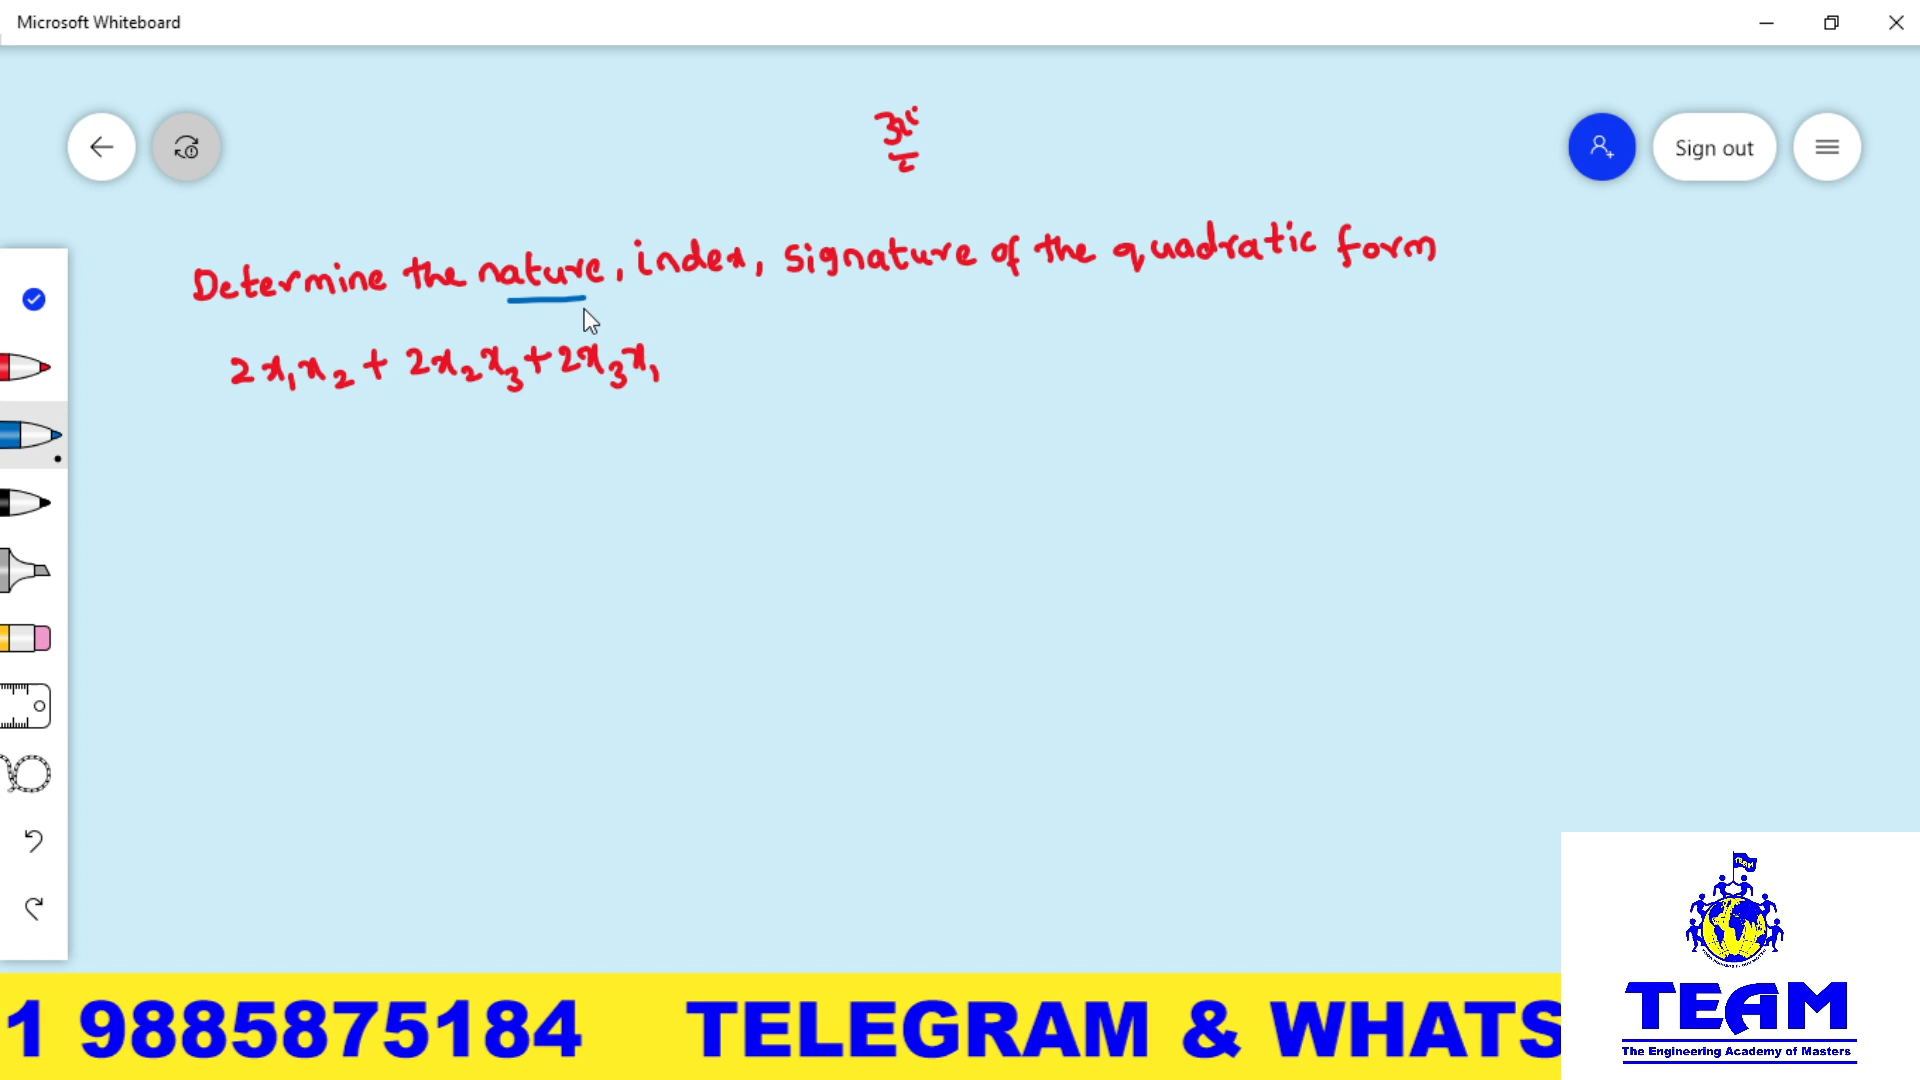 Microsoft Whiteboard
Sign out
Determine the nature, index, signature of the quadratic form
2x₁x₂ + 2x₂x₃ + 2x₃x₁
1 9885875184 TELEGRAM & WHATS
TEAM
TEAM
The Engineering Academy of Masters